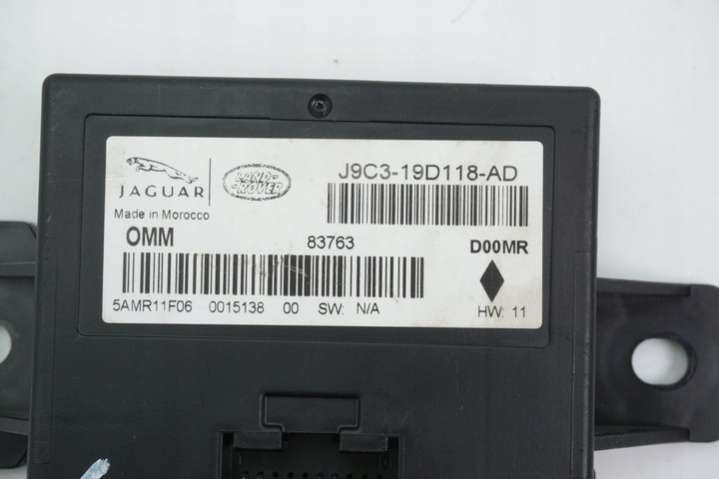 JAGUAR
LAND-
-ROVER
J9C3-19D118-AD
Made in Morocco
OMM 83763 D00MR
5AMR11F06 0015138 00 SW: N/A HW: 11